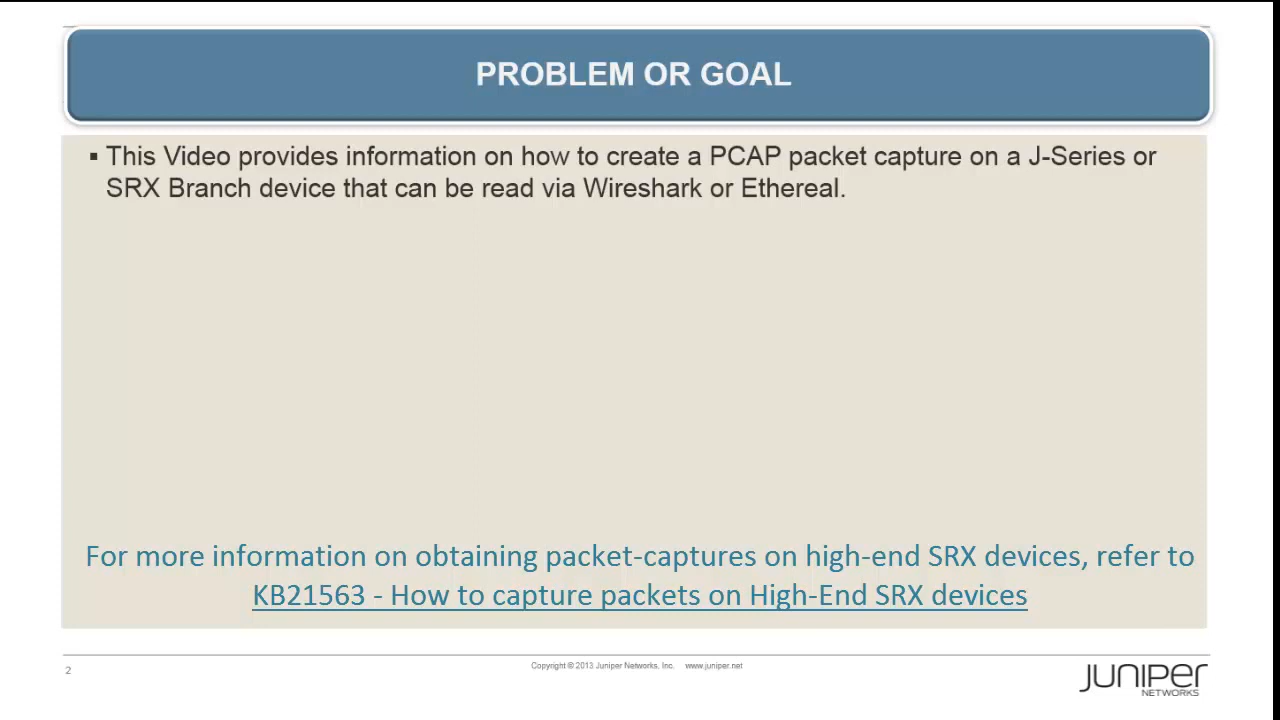 PROBLEM OR GOAL
▪ This Video provides information on how to create a PCAP packet capture on a J-Series or
SRX Branch device that can be read via Wireshark or Ethereal.
For more information on obtaining packet-captures on high-end SRX devices, refer to
KB21563 - How to capture packets on High-End SRX devices
2
Copyright © 2013 Juniper Networks, Inc. www.juniper.net
JUNIPER
NETWORKS